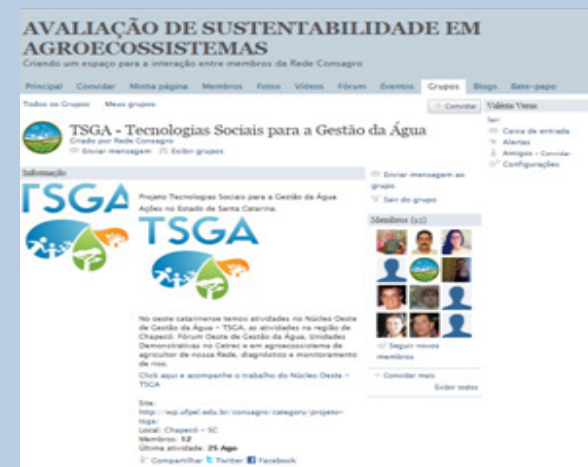 AVALIAÇÃO DE SUSTENTABILIDADE EM
AGROECOSSISTEMAS
Criando um espaço para a interação entre membros da Rede Consagro
Principal Convidar Minha página Membros Fotos Vídeos Fórum Eventos Grupos Blogs Bate-papo
Todos os Grupos Meus grupos
+ Convidar
TSGA - Tecnologias Sociais para a Gestão da Água
Criado por Rede Consagro
Enviar mensagem Exibir grupos
Informação
TSGA
Projeto Tecnologias Sociais para a Gestão da Água
Ações no Estado de Santa Catarina.
TSGA
No oeste catarinense temos atividades no Núcleo Oeste
de Gestão da Água - TSGA, as atividades na região de
Chapecó: Fórum Oeste de Gestão da Água, Unidades
Demonstrativas no Cetrec e em agroecossistema de
agricultor de nossa Rede, diagnóstico e monitoramento
de rios.
Click aqui e acompanhe o trabalho do Núcleo Oeste -
TSGA
Site:
http://wp.ufpel.edu.br/consagro/category/projeto-
tsga/
Local: Chapecó - SC
Membros: 12
Última atividade: 25 Ago
Compartilhar Twitter Facebook
Enviar mensagem ao
grupo
Sair do grupo
Membros (12)
Seguir novos
membros
+ Convidar mais
Exibir todos
Valéria
Sair
Caixa de entrada
Alertas
Amigos - Convidar
Configurações